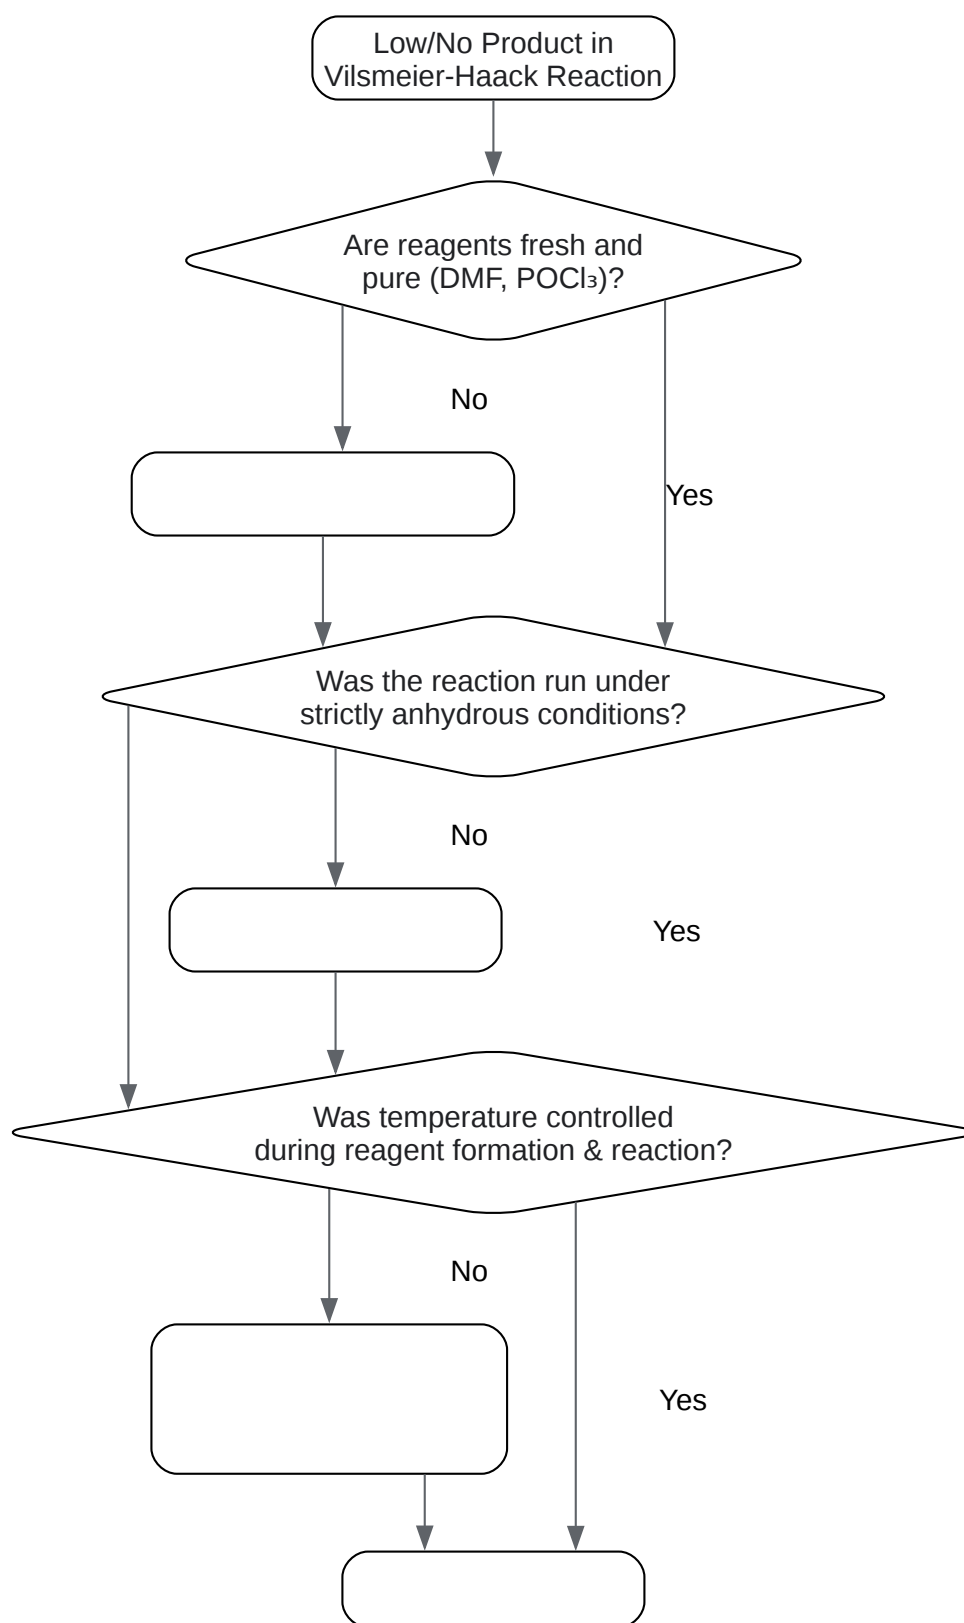 Low/No Product in
Vilsmeier-Haack Reaction
Are reagents fresh and
pure (DMF, POCl₃)?
No
Yes
Was the reaction run under
strictly anhydrous conditions?
No
Yes
Was temperature controlled
during reagent formation & reaction?
No
Yes